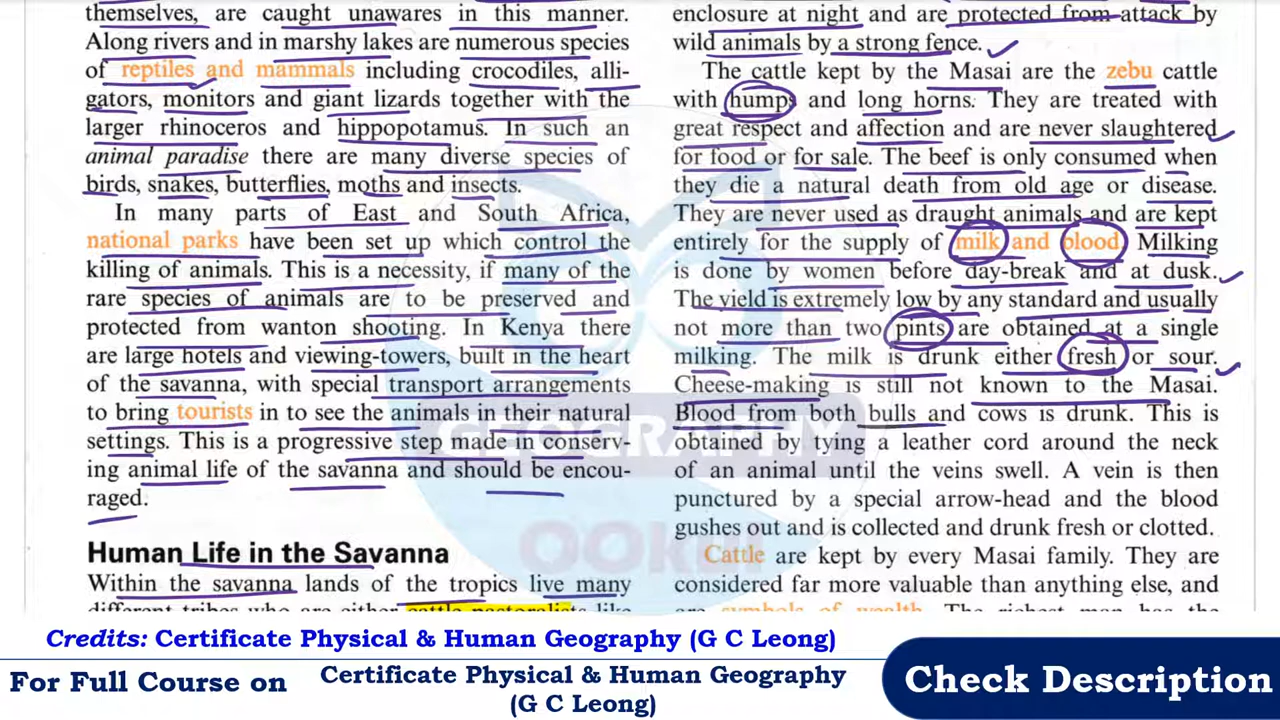 themselves, are caught unawares in this manner.
Along rivers and in marshy lakes are numerous species
of reptiles and mammals including crocodiles, alli-
gators, monitors and giant lizards together with the
larger rhinoceros and hippopotamus. In such an
animal paradise there are many diverse species of
birds, snakes, butterflies, moths and insects.
In many parts of East and South Africa,
national parks have been set up which control the
killing of animals. This is a necessity, if many of the
rare species of animals are to be preserved and
protected from wanton shooting. In Kenya there
are large hotels and viewing-towers, built in the heart
of the savanna, with special transport arrangements
to bring tourists in to see the animals in their natural
settings. This is a progressive step made in conserv-
ing animal life of the savanna and should be encou-
raged.
Human Life in the Savanna
Within the savanna lands of the tropics live many
different tribes who are either cattle pastoralists like
enclosure at night and are protected from attack by
wild animals by a strong fence.
The cattle kept by the Masai are the zebu cattle
with humps and long horns. They are treated with
great respect and affection and are never slaughtered
for food or for sale. The beef is only consumed when
they die a natural death from old age or disease.
They are never used as draught animals and are kept
entirely for the supply of milk and blood. Milking
is done by women before day-break and at dusk.
The yield is extremely low by any standard and usually
not more than two pints are obtained at a single
milking. The milk is drunk either fresh or sour.
Cheese-making is still not known to the Masai.
Blood from both bulls and cows is drunk. This is
obtained by tying a leather cord around the neck
of an animal until the veins swell. A vein is then
punctured by a special arrow-head and the blood
gushes out and is collected and drunk fresh or clotted.
Cattle are kept by every Masai family. They are
considered far more valuable than anything else, and
are symbols of wealth. The richest man has the
GEOGRAPHY
Credits: Certificate Physical & Human Geography (G C Leong)
For Full Course on
Certificate Physical & Human Geography
(G C Leong)
Check Description